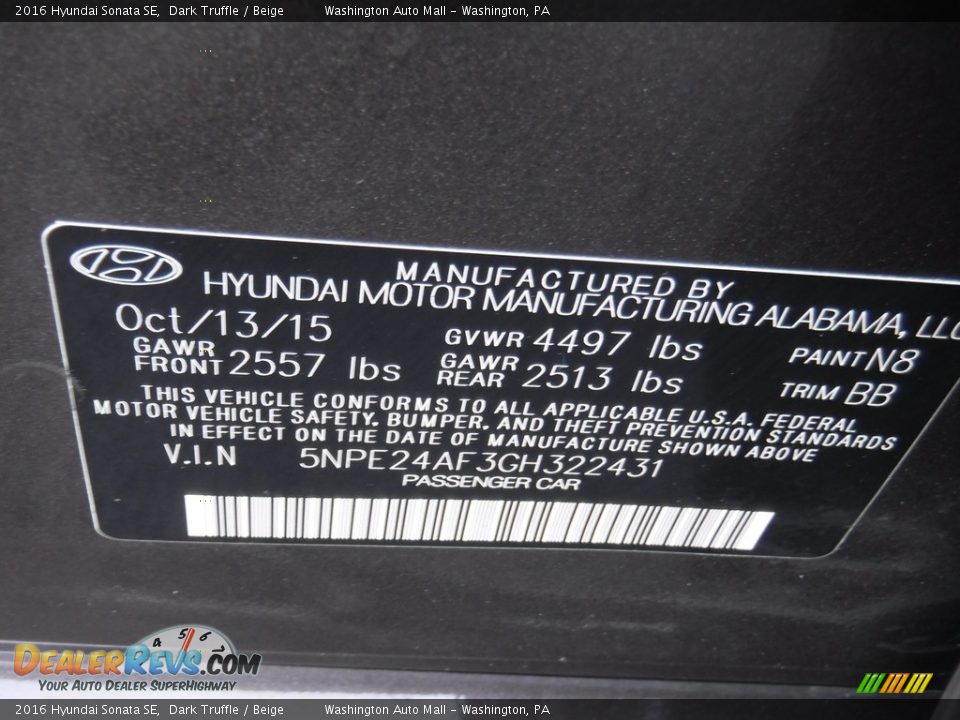 2016 Hyundai Sonata SE, Dark Truffle / Beige Washington Auto Mall - Washington, PA
MANUFACTURED BY
HYUNDAI MOTOR MANUFACTURING ALABAMA, LLC
Oct/13/15 GVWR 4497 lbs PAINT N8
GAWR FRONT 2557 lbs GAWR REAR 2513 lbs TRIM BB
THIS VEHICLE CONFORMS TO ALL APPLICABLE U.S.A. FEDERAL
MOTOR VEHICLE SAFETY, BUMPER, AND THEFT PREVENTION STANDARDS
IN EFFECT ON THE DATE OF MANUFACTURE SHOWN ABOVE
V.I.N 5NPE24AF3GH322431
PASSENGER CAR
4 5 6 7
DEALERREVS.COM
YOUR AUTO DEALER SUPERHIGHWAY
2016 Hyundai Sonata SE, Dark Truffle / Beige Washington Auto Mall - Washington, PA